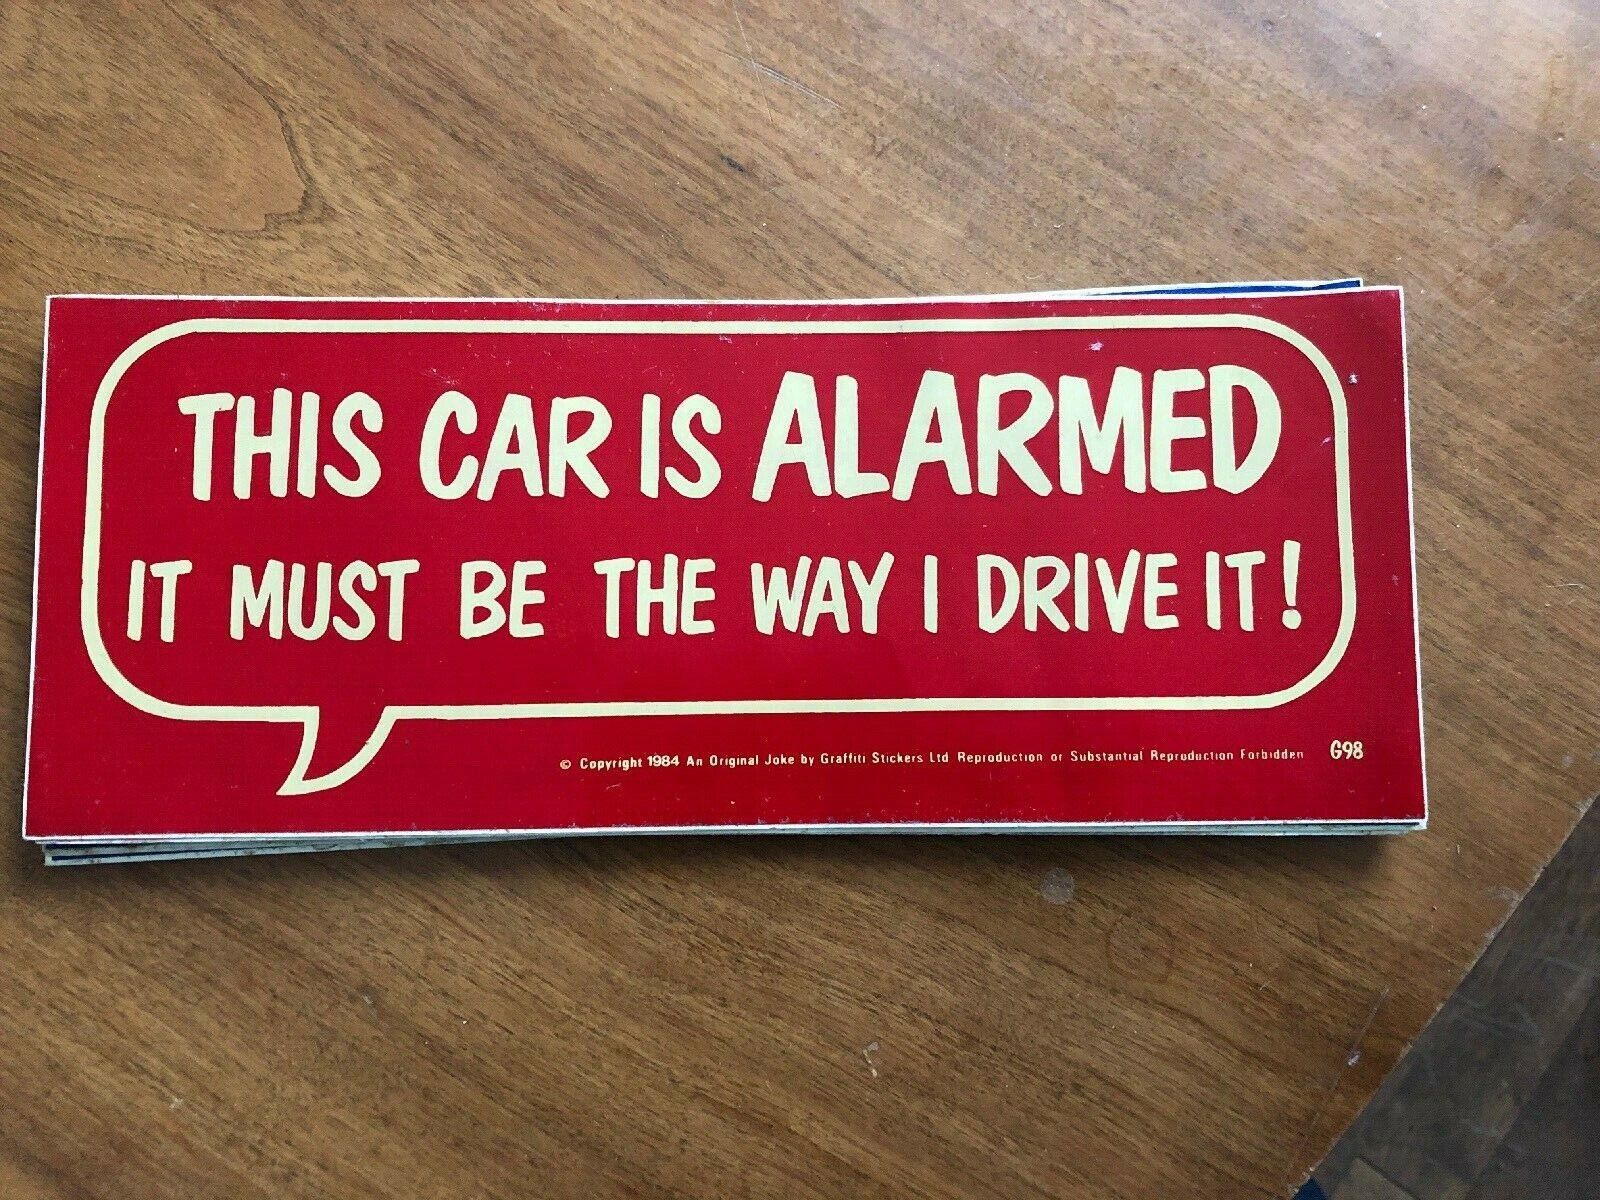 THIS CAR IS ALARMED
IT MUST BE THE WAY I DRIVE IT!
© Copyright 1984 An Original Joke by Graffiti Stickers Ltd Reproduction or Substantial Reproduction Forbidden G98